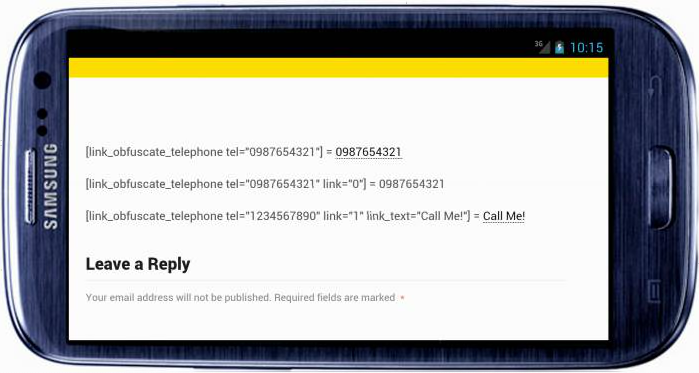 3G 10:15
SAMSUNG
[link_obfuscate_telephone tel="0987654321"] = 0987654321
[link_obfuscate_telephone tel="0987654321" link="0"] = 0987654321
[link_obfuscate_telephone tel="1234567890" link="1" link_text="Call Me!"] = Call Me!
Leave a Reply
Your email address will not be published. Required fields are marked *